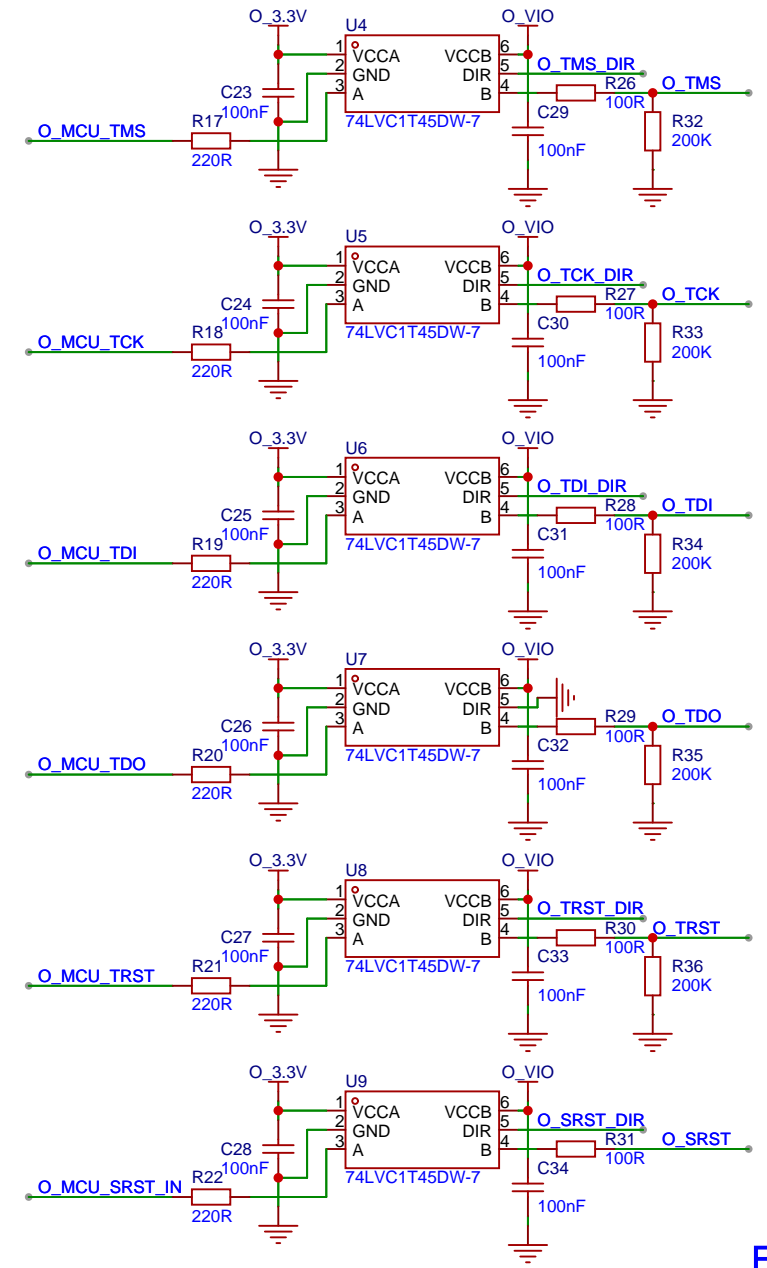 O_3.3V U4 O_VIO
1 VCCA VCCB 6
2 GND DIR 5 O_TMS_DIR
3 A B 4 R26 O_TMS
C23 100nF 74LVC1T45DW-7 C29 100R R32
O_MCU_TMS R17 100nF 200K
220R
O_3.3V U5 O_VIO
1 VCCA VCCB 6
2 GND DIR 5 O_TCK_DIR
3 A B 4 R27 O_TCK
C24 100nF 74LVC1T45DW-7 C30 100R R33
O_MCU_TCK R18 100nF 200K
220R
O_3.3V U6 O_VIO
1 VCCA VCCB 6
2 GND DIR 5 O_TDI_DIR
3 A B 4 R28 O_TDI
C25 100nF 74LVC1T45DW-7 C31 100R R34
O_MCU_TDI R19 100nF 200K
220R
O_3.3V U7 O_VIO
1 VCCA VCCB 6
2 GND DIR 5
3 A B 4 R29 O_TDO
C26 100nF 74LVC1T45DW-7 C32 100R R35
O_MCU_TDO R20 100nF 200K
220R
O_3.3V U8 O_VIO
1 VCCA VCCB 6
2 GND DIR 5 O_TRST_DIR
3 A B 4 R30 O_TRST
C27 100nF 74LVC1T45DW-7 C33 100R R36
O_MCU_TRST R21 100nF 200K
220R
O_3.3V U9 O_VIO
1 VCCA VCCB 6
2 GND DIR 5 O_SRST_DIR
3 A B 4 R31 O_SRST
C28 100nF 74LVC1T45DW-7 C34 100R
O_MCU_SRST_IN R22 100nF
220R